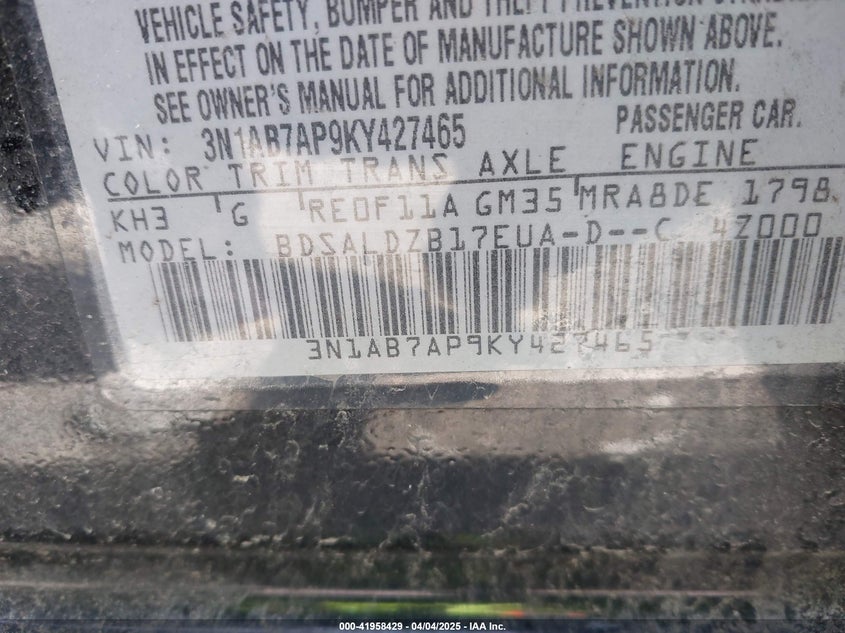 VEHICLE SAFETY, BUMPER AND THEFT PREVENTION STANDARDS
IN EFFECT ON THE DATE OF MANUFACTURE SHOWN ABOVE.
SEE OWNER'S MANUAL FOR ADDITIONAL INFORMATION.
VIN: 3N1AB7AP9KY427465 PASSENGER CAR.
COLOR TRIM TRANS AXLE ENGINE
KH3 G RE0F11A GM35 MRA8DE 1798
MODEL: BDSALDZB17EUA-D--C 4Z000
3N1AB7AP9KY427465
000-41958429 - 04/04/2025 - IAA Inc.